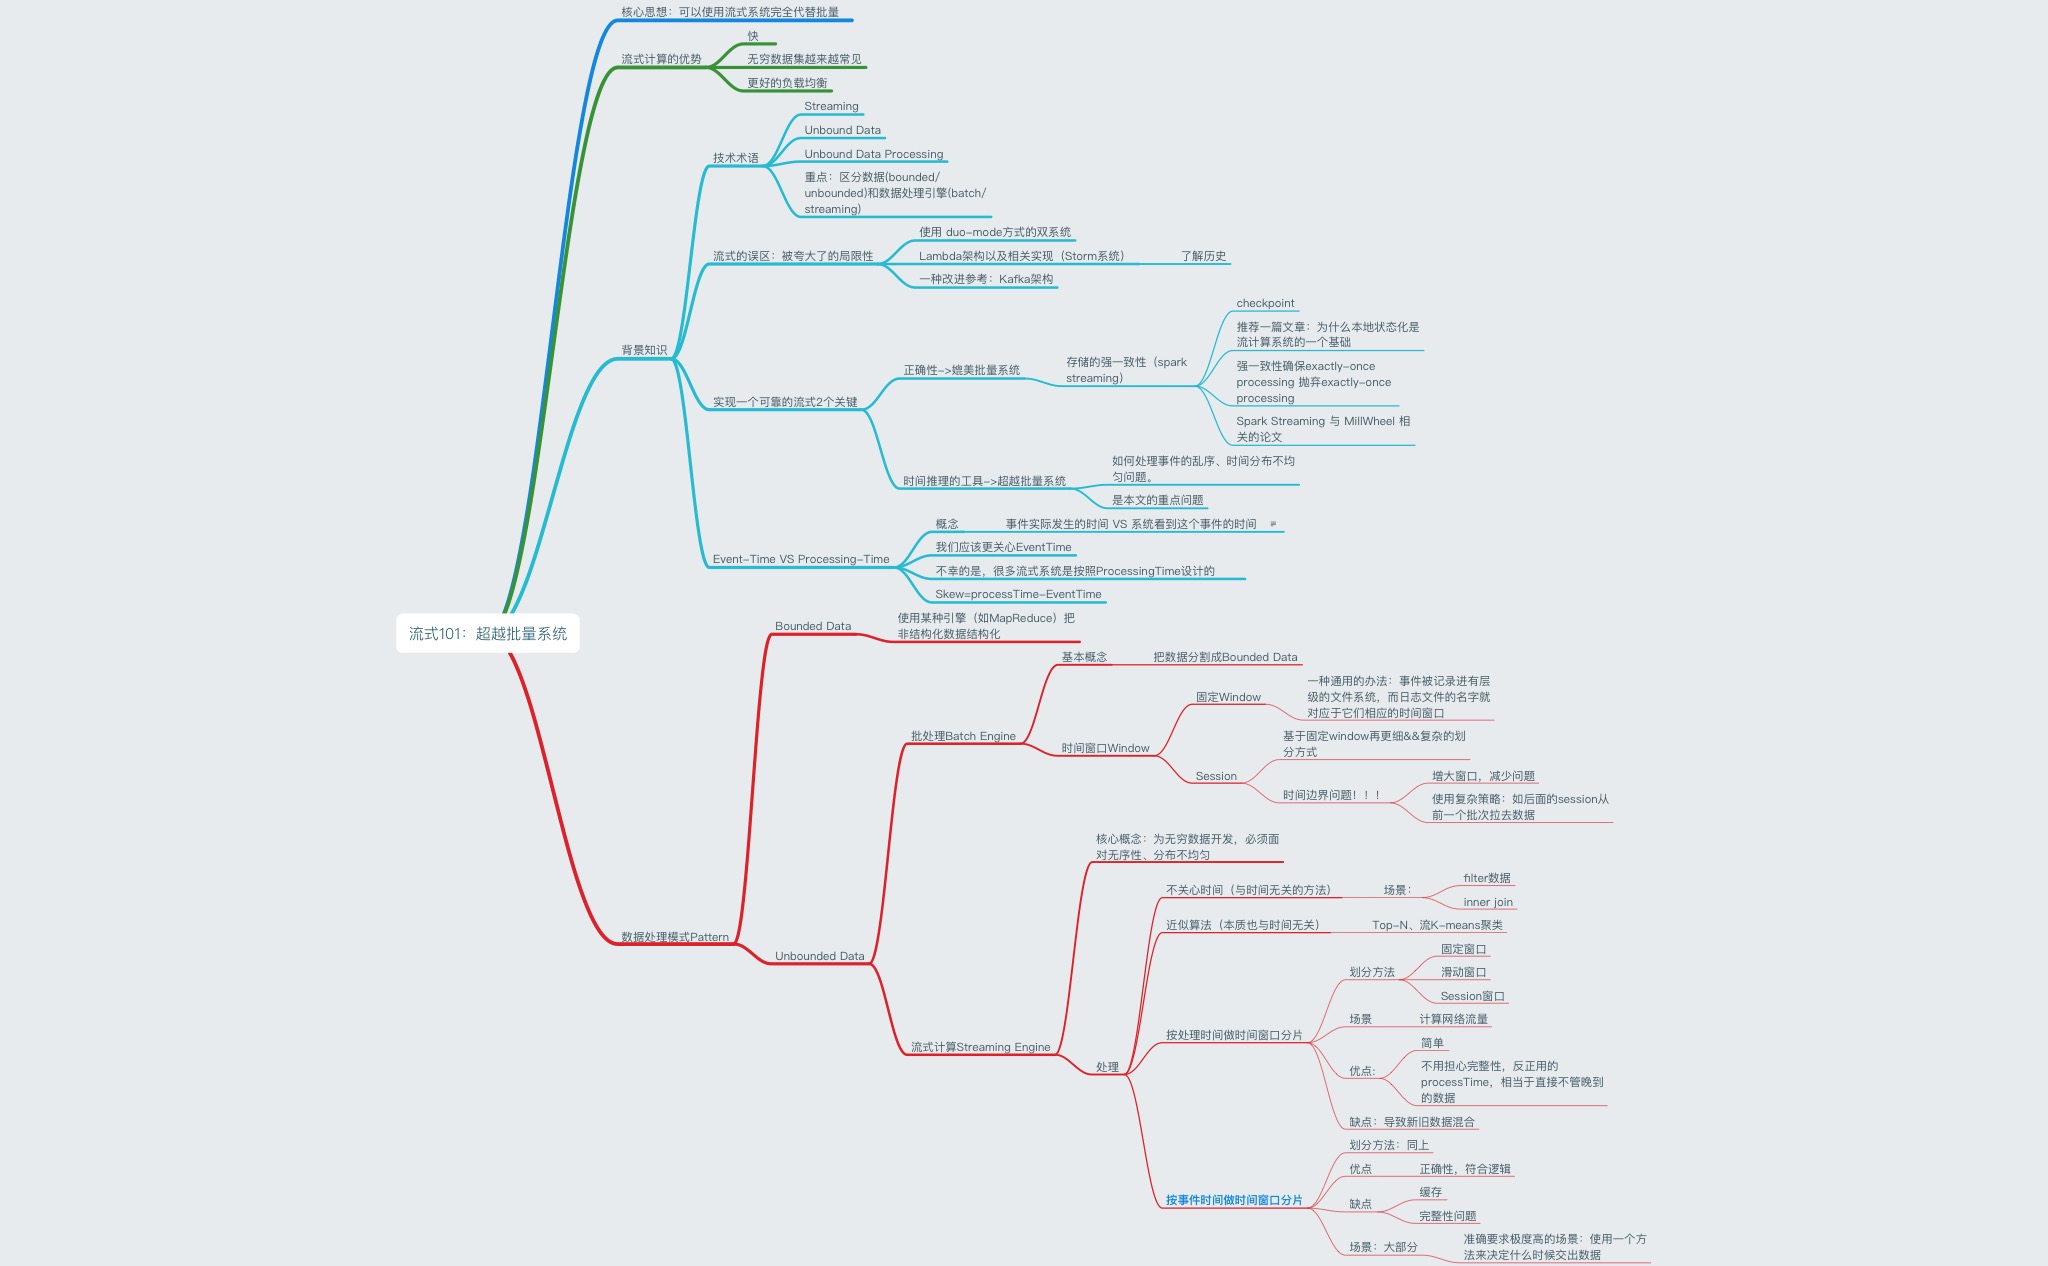 核心思想：可以使用流式系统完全代替批量
快
流式计算的优势
无穷数据集越来越常见
更好的负载均衡
Streaming
Unbound Data
技术术语
Unbound Data Processing
重点：区分数据(bounded/
unbounded)和数据处理引擎(batch/
streaming)
使用 duo-mode方式的双系统
流式的误区：被夸大了的局限性
Lambda架构以及相关实现（Storm系统）
了解历史
一种改进参考：Kafka架构
checkpoint
推荐一篇文章：为什么本地状态化是
流计算系统的一个基础
背景知识
正确性->媲美批量系统
存储的强一致性（spark
streaming）
强一致性确保exactly-once
processing 抛弃exactly-once
processing
实现一个可靠的流式2个关键
Spark Streaming 与 MillWheel 相
关的论文
如何处理事件的乱序、时间分布不均
匀问题。
时间推理的工具->超越批量系统
是本文的重点问题
概念
事件实际发生的时间 VS 系统看到这个事件的时间
我们应该更关心EventTime
Event-Time VS Processing-Time
不幸的是，很多流式系统是按照ProcessingTime设计的
Skew=processTime-EventTime
流式101：超越批量系统
Bounded Data
使用某种引擎（如MapReduce）把
非结构化数据结构化
基本概念
把数据分割成Bounded Data
一种通用的办法：事件被记录进有层
级的文件系统，而日志文件的名字就
对应于它们相应的时间窗口
固定Window
批处理Batch Engine
时间窗口Window
基于固定window再更细&&复杂的划
分方式
Session
增大窗口，减少问题
时间边界问题！！！
使用复杂策略：如后面的session从
前一个批次拉去数据
核心概念：为无穷数据开发，必须面
对无序性、分布不均匀
filter数据
不关心时间（与时间无关的方法）
场景：
inner join
近似算法（本质也与时间无关）
Top-N、流K-means聚类
数据处理模式Pattern
Unbounded Data
固定窗口
划分方法
滑动窗口
Session窗口
场景
计算网络流量
按处理时间做时间窗口分片
流式计算Streaming Engine
简单
处理
优点:
不用担心完整性，反正用的
processTime，相当于直接不管晚到
的数据
缺点：导致新旧数据混合
划分方法：同上
优点
正确性，符合逻辑
按事件时间做时间窗口分片
缓存
缺点
完整性问题
场景：大部分
准确要求极度高的场景：使用一个方
法来决定什么时候交出数据